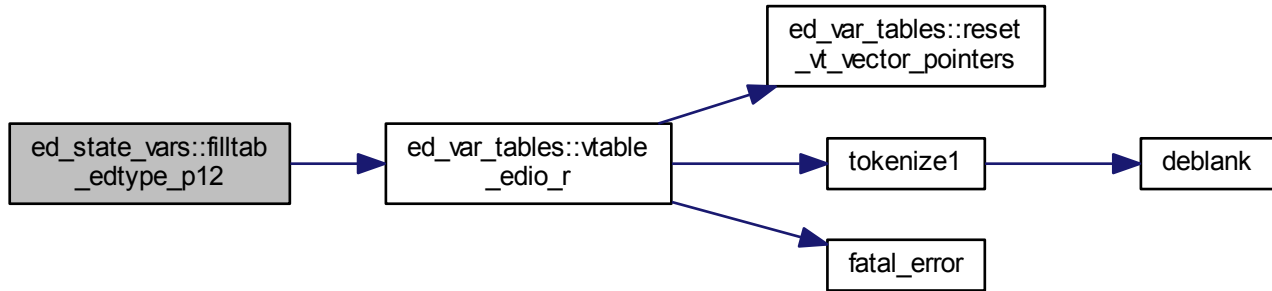 ed_state_vars::filltab
_edtype_p12
ed_var_tables::vtable
_edio_r
ed_var_tables::reset
_vt_vector_pointers
tokenize1
deblank
fatal_error